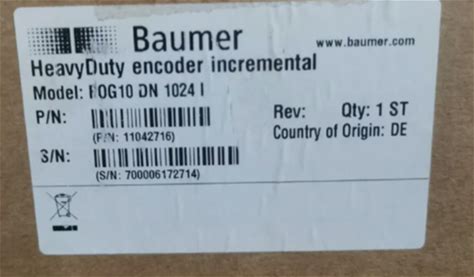 Baumer
www.baumer.com
HeavyDuty encoder incremental
Model: POG10 DN 1024 I
P/N:
(P/N: 11042716)
Rev: Qty: 1 ST
Country of Origin: DE
S/N:
(S/N: 700006172714)